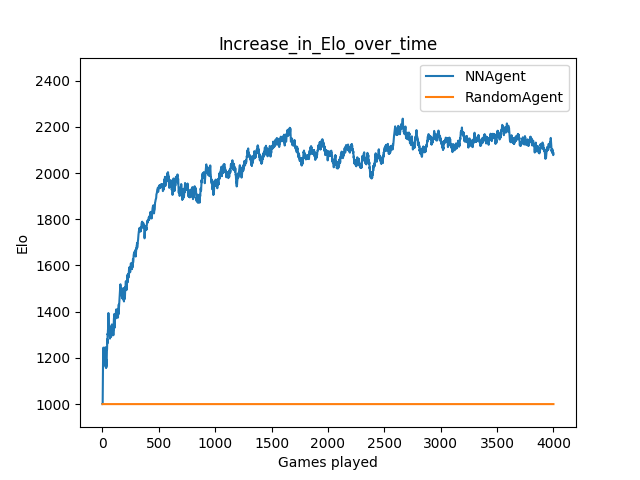 Increase_in_Elo_over_time
NNAgent
RandomAgent
2400
2200
2000
1800
1600
1400
1200
1000
Elo
0 500 1000 1500 2000 2500 3000 3500 4000
Games played